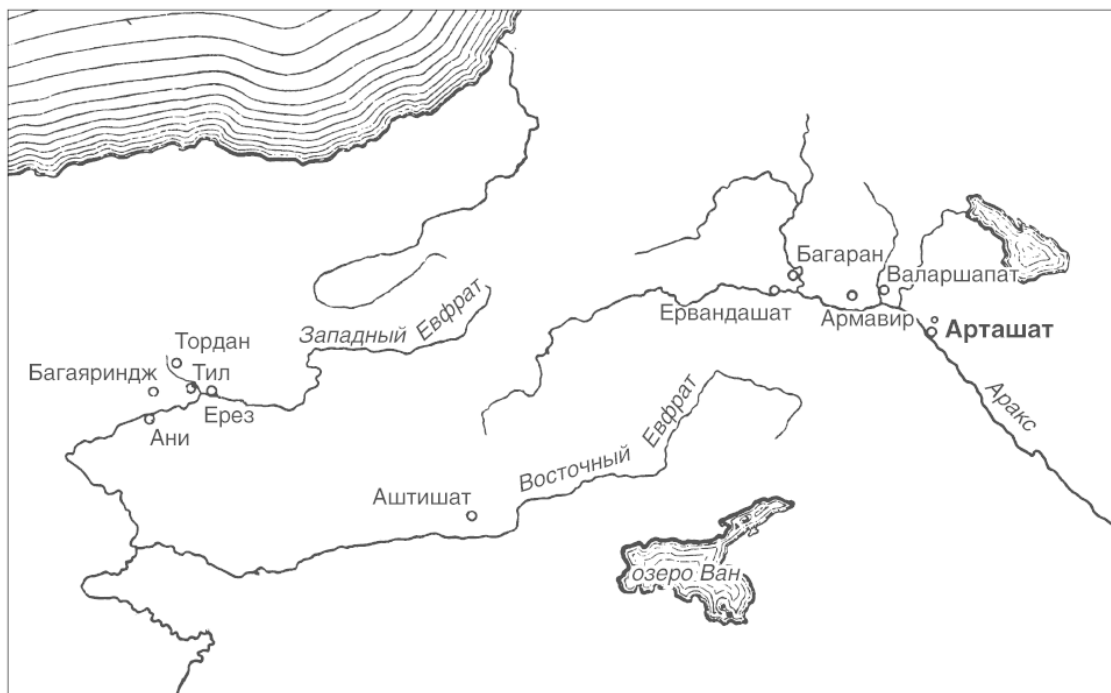 Багаран
Валаршапат
Ервандашат
Армавир
Арташат
Западный Евфрат
Тордан
Багаяриндж
Тил
Ерез
Ани
Аракс
Восточный Евфрат
Аштишат
озеро Ван